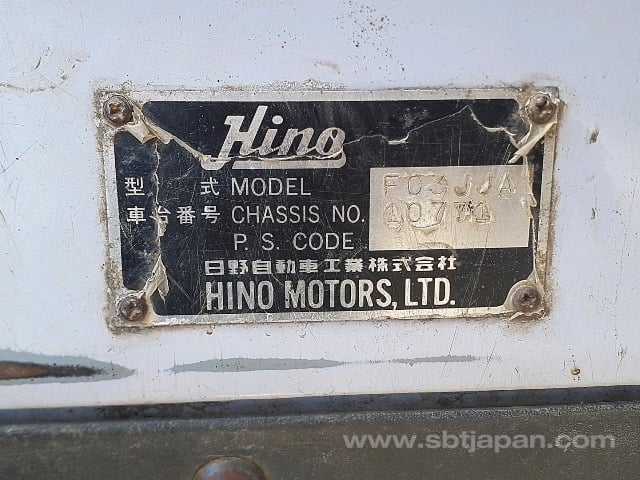 Hino
型 式 MODEL FC3JJA
車台番号 CHASSIS NO.
P. S. CODE
日野自動車工業株式会社
HINO MOTORS, LTD.
www.sbtjapan.com